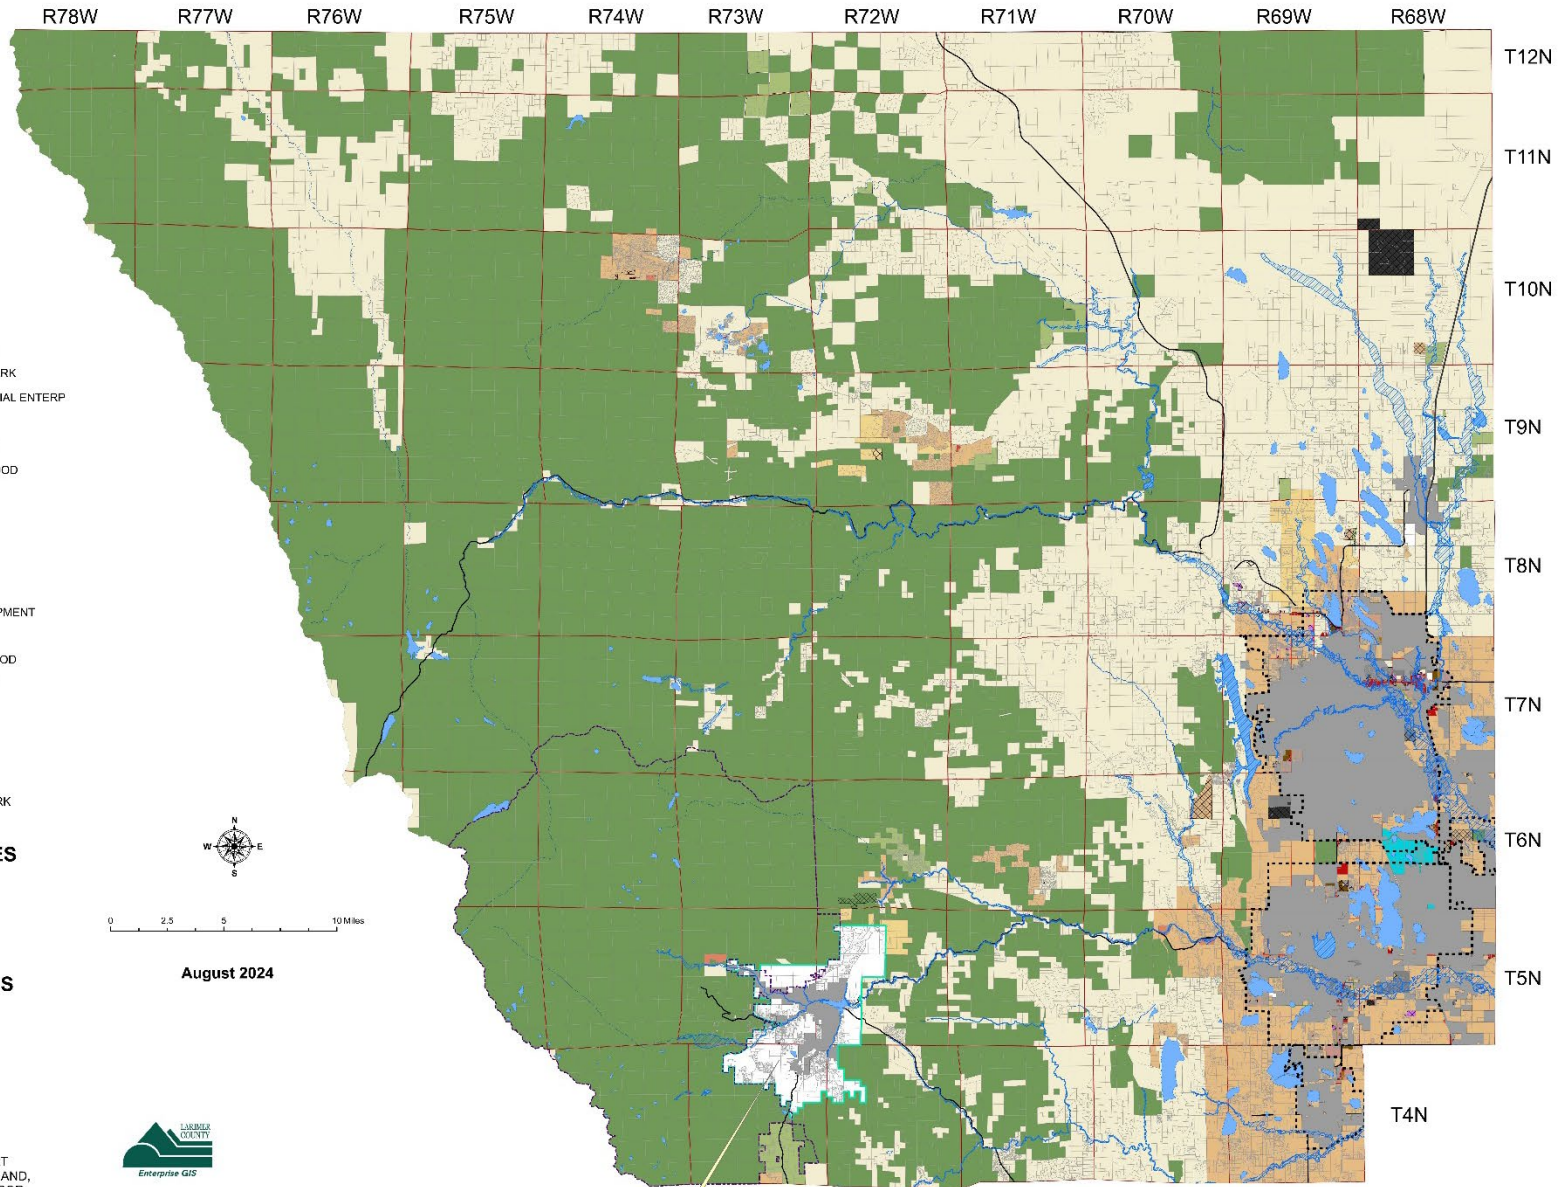 R78W R77W R76W R75W R74W R73W R72W R71W R70W R69W R68W
T12N
T11N
T10N
RK
IAL ENTERP
T9N
OD
T8N
PMENT
OD
T7N
RK
N
W E
S
ES
T6N
0 2.5 5 10 Miles
August 2024
S
T5N
T4N
LARIMER
COUNTY
Enterprise GIS
T
AND,